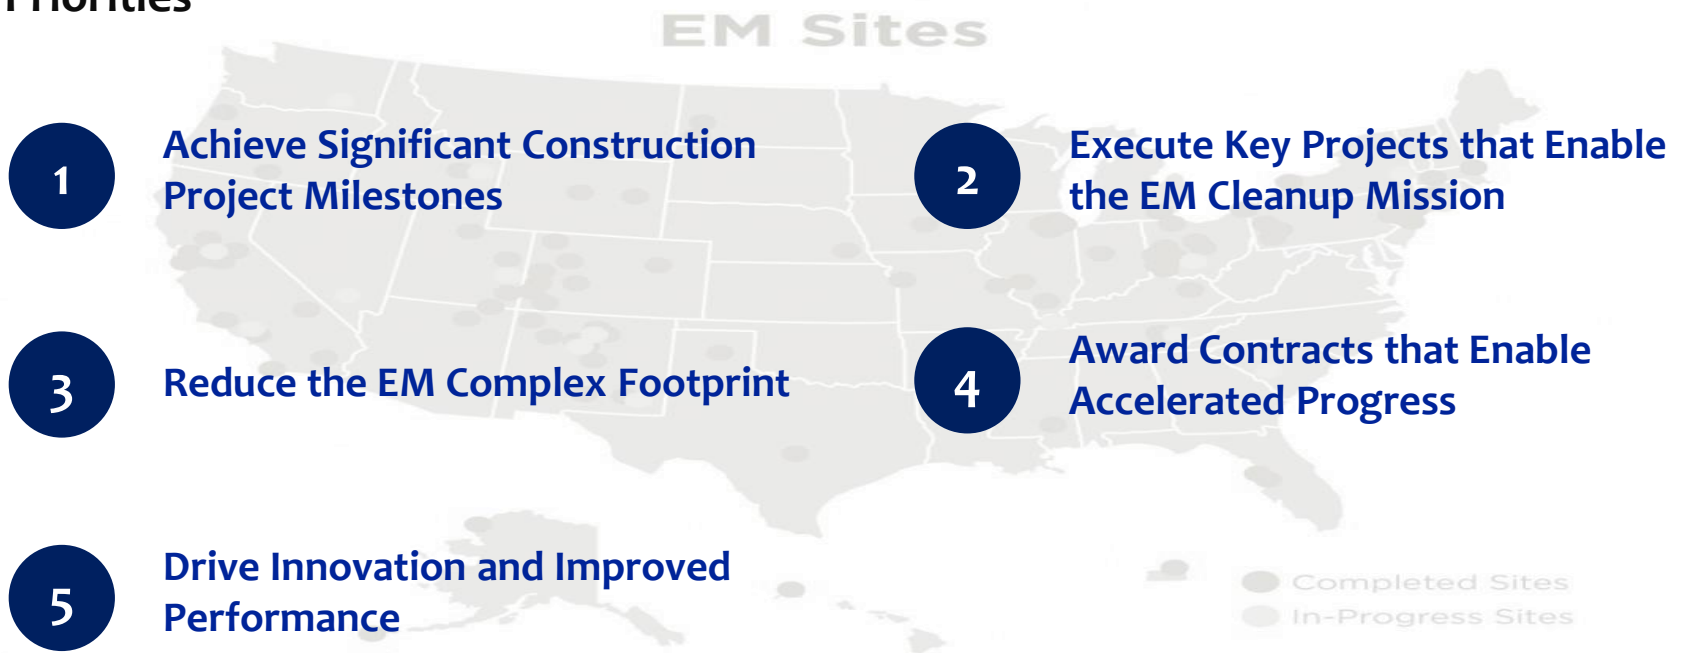 Priorities
EM Sites
1
Achieve Significant Construction
Project Milestones
2
Execute Key Projects that Enable
the EM Cleanup Mission
3
Reduce the EM Complex Footprint
4
Award Contracts that Enable
Accelerated Progress
5
Drive Innovation and Improved
Performance
Completed Sites
In-Progress Sites